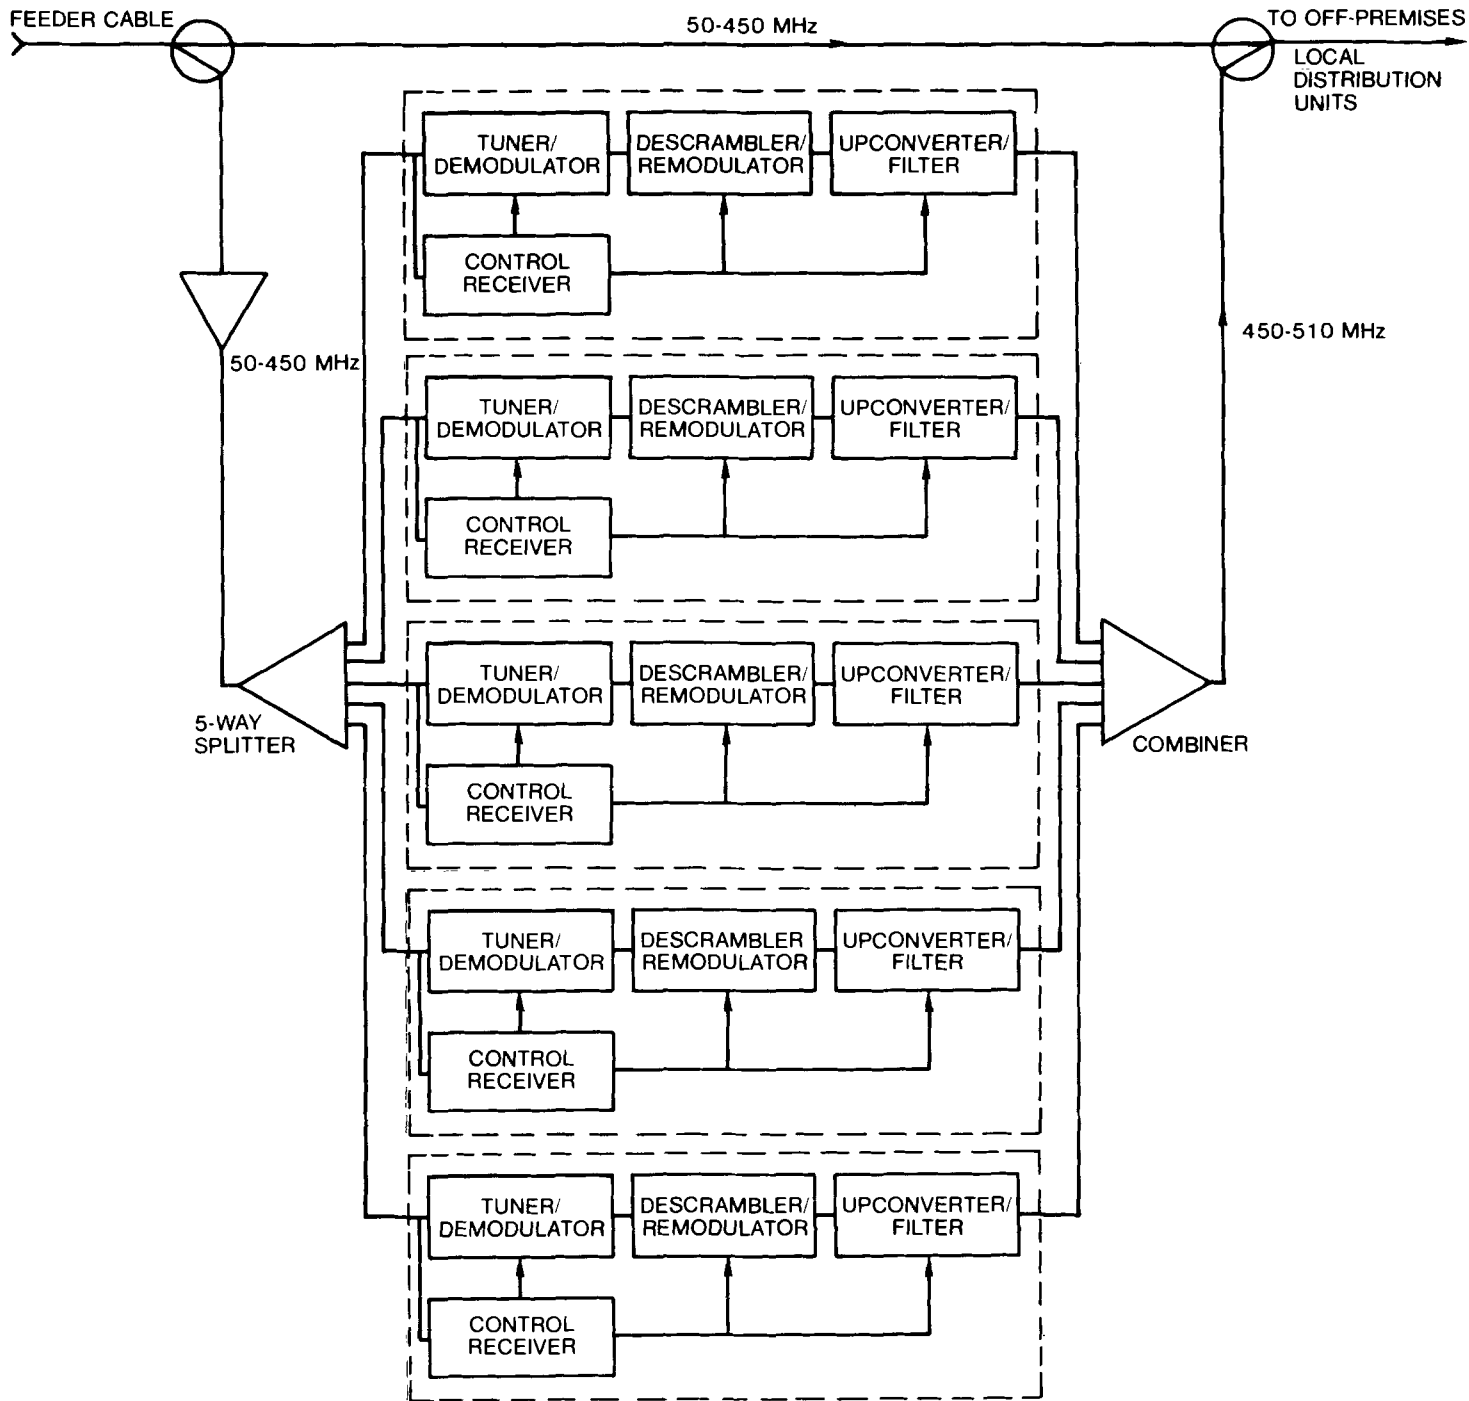 FEEDER CABLE
50-450 MHz
TO OFF-PREMISES
LOCAL
DISTRIBUTION
UNITS
TUNER/
DEMODULATOR
DESCRAMBLER/
REMODULATOR
UPCONVERTER/
FILTER
CONTROL
RECEIVER
50-450 MHz
450-510 MHz
TUNER/
DEMODULATOR
DESCRAMBLER/
REMODULATOR
UPCONVERTER/
FILTER
CONTROL
RECEIVER
TUNER/
DEMODULATOR
DESCRAMBLER/
REMODULATOR
UPCONVERTER/
FILTER
5-WAY
SPLITTER
COMBINER
CONTROL
RECEIVER
TUNER/
DEMODULATOR
DESCRAMBLER
REMODULATOR
UPCONVERTER/
FILTER
CONTROL
RECEIVER
TUNER/
DEMODULATOR
DESCRAMBLER/
REMODULATOR
UPCONVERTER/
FILTER
CONTROL
RECEIVER